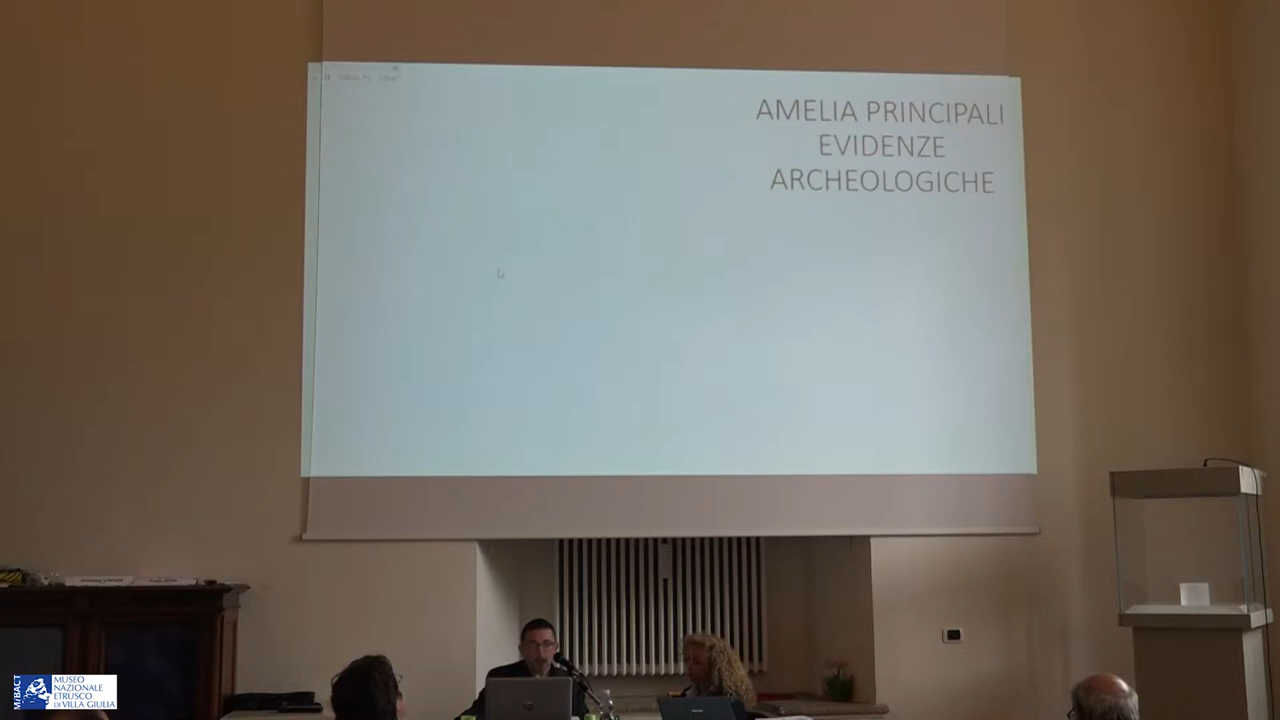 AMELIA PRINCIPALI
EVIDENZE
ARCHEOLOGICHE
MiBACT
MUSEO
NAZIONALE
ETRUSCO
DI VILLA GIULIA